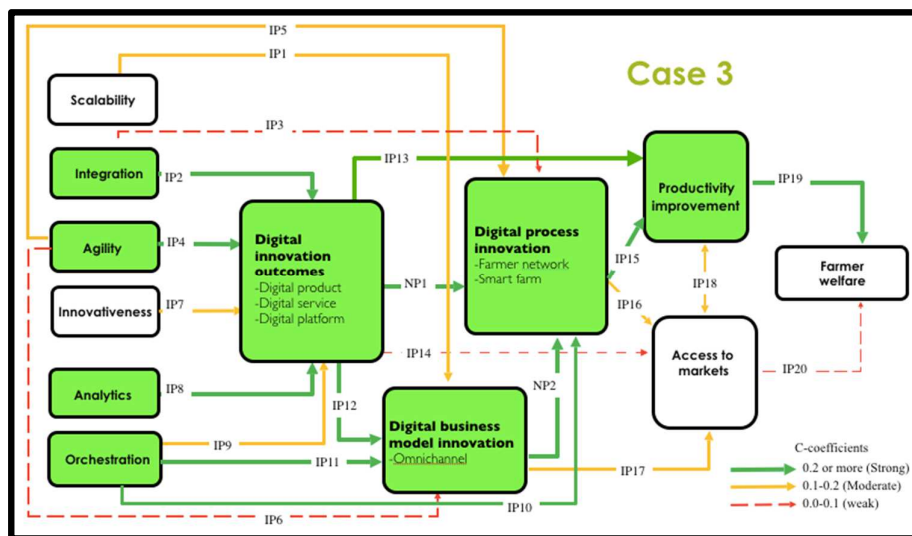 IP5
IP1
Case 3
Scalability
IP3
IP13
Integration
IP2
Productivity
improvement
IP19
Digital
innovation
outcomes
-Digital product
-Digital service
-Digital platform
Digital process
innovation
-Farmer network
-Smart farm
Agility
IP4
IP15
Farmer
welfare
NP1
IP18
Innovativeness
IP7
IP16
IP14
Access to
markets
IP20
Analytics
IP8
IP12
NP2
Digital business
model innovation
-Omnichannel
IP9
Orchestration
IP11
IP17
IP10
IP6
C-coefficients
0.2 or more (Strong)
0.1-0.2 (Moderate)
0.0-0.1 (weak)